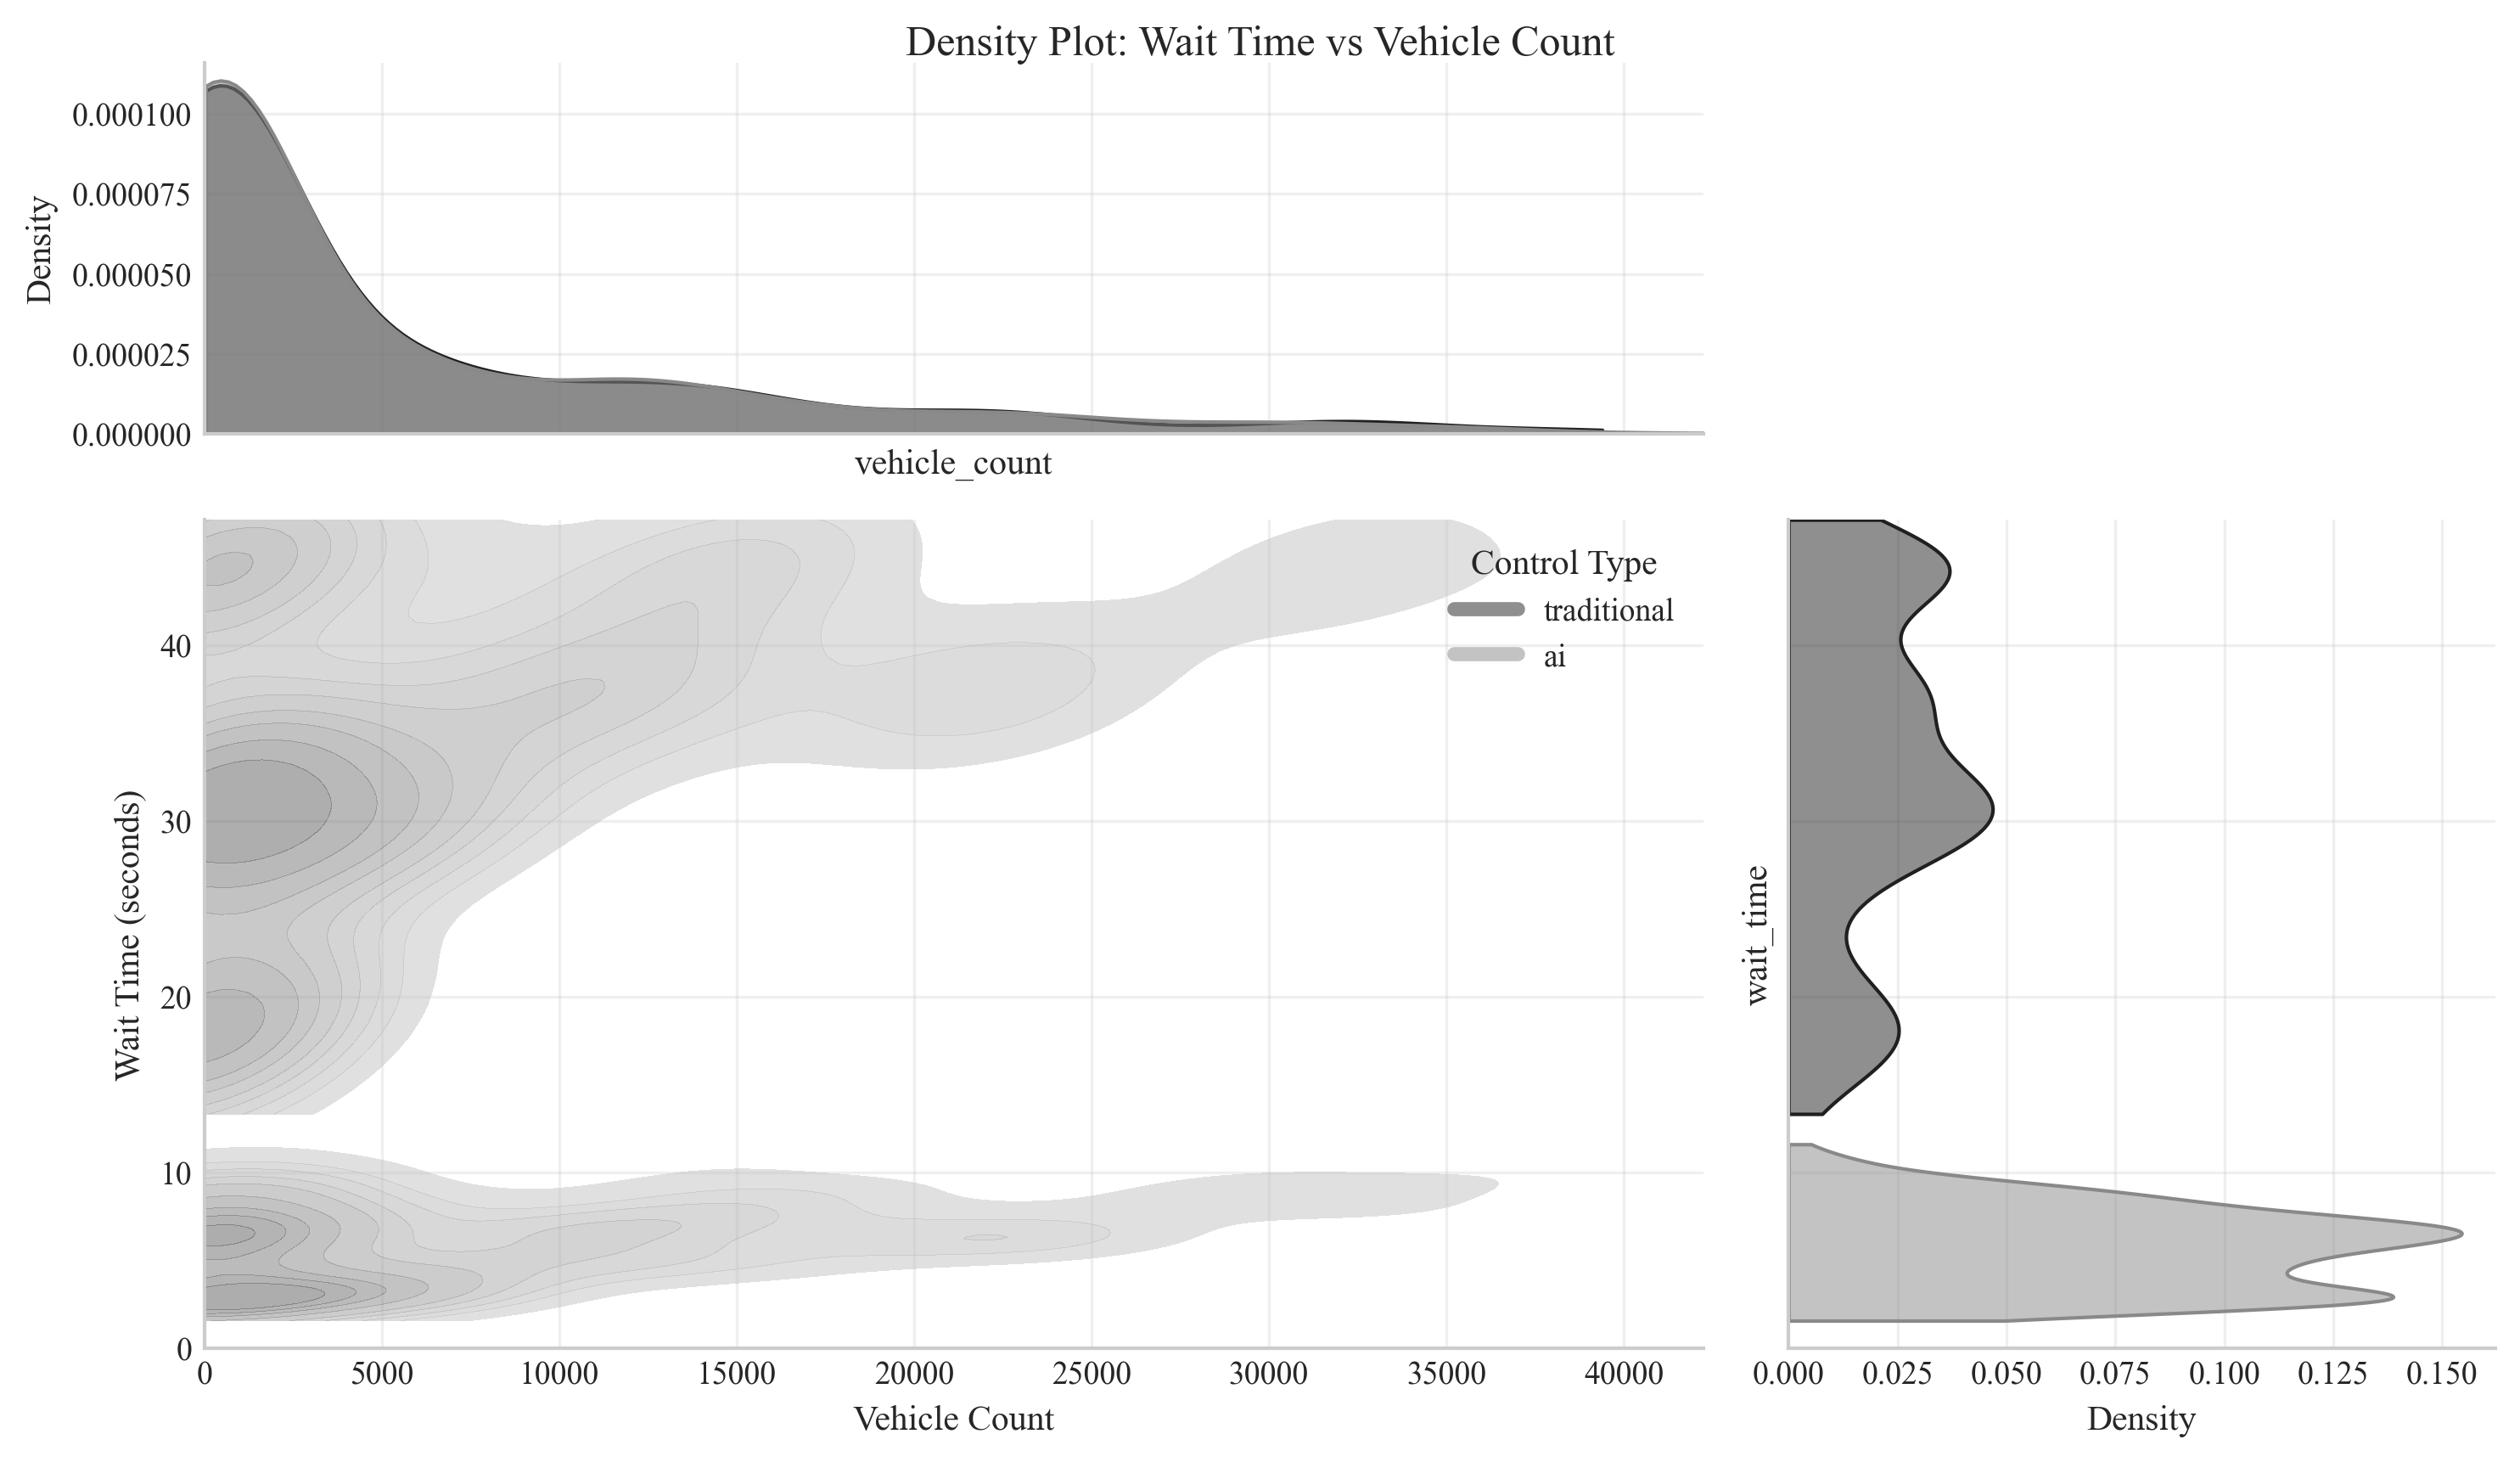 Density Plot: Wait Time vs Vehicle Count
Density
0.000100
0.000075
0.000050
0.000025
0.000000
vehicle_count
Wait Time (seconds)
40
30
20
10
0
0 5000 10000 15000 20000 25000 30000 35000 40000
Vehicle Count
Control Type
traditional
ai
wait_time
0.000 0.025 0.050 0.075 0.100 0.125 0.150
Density